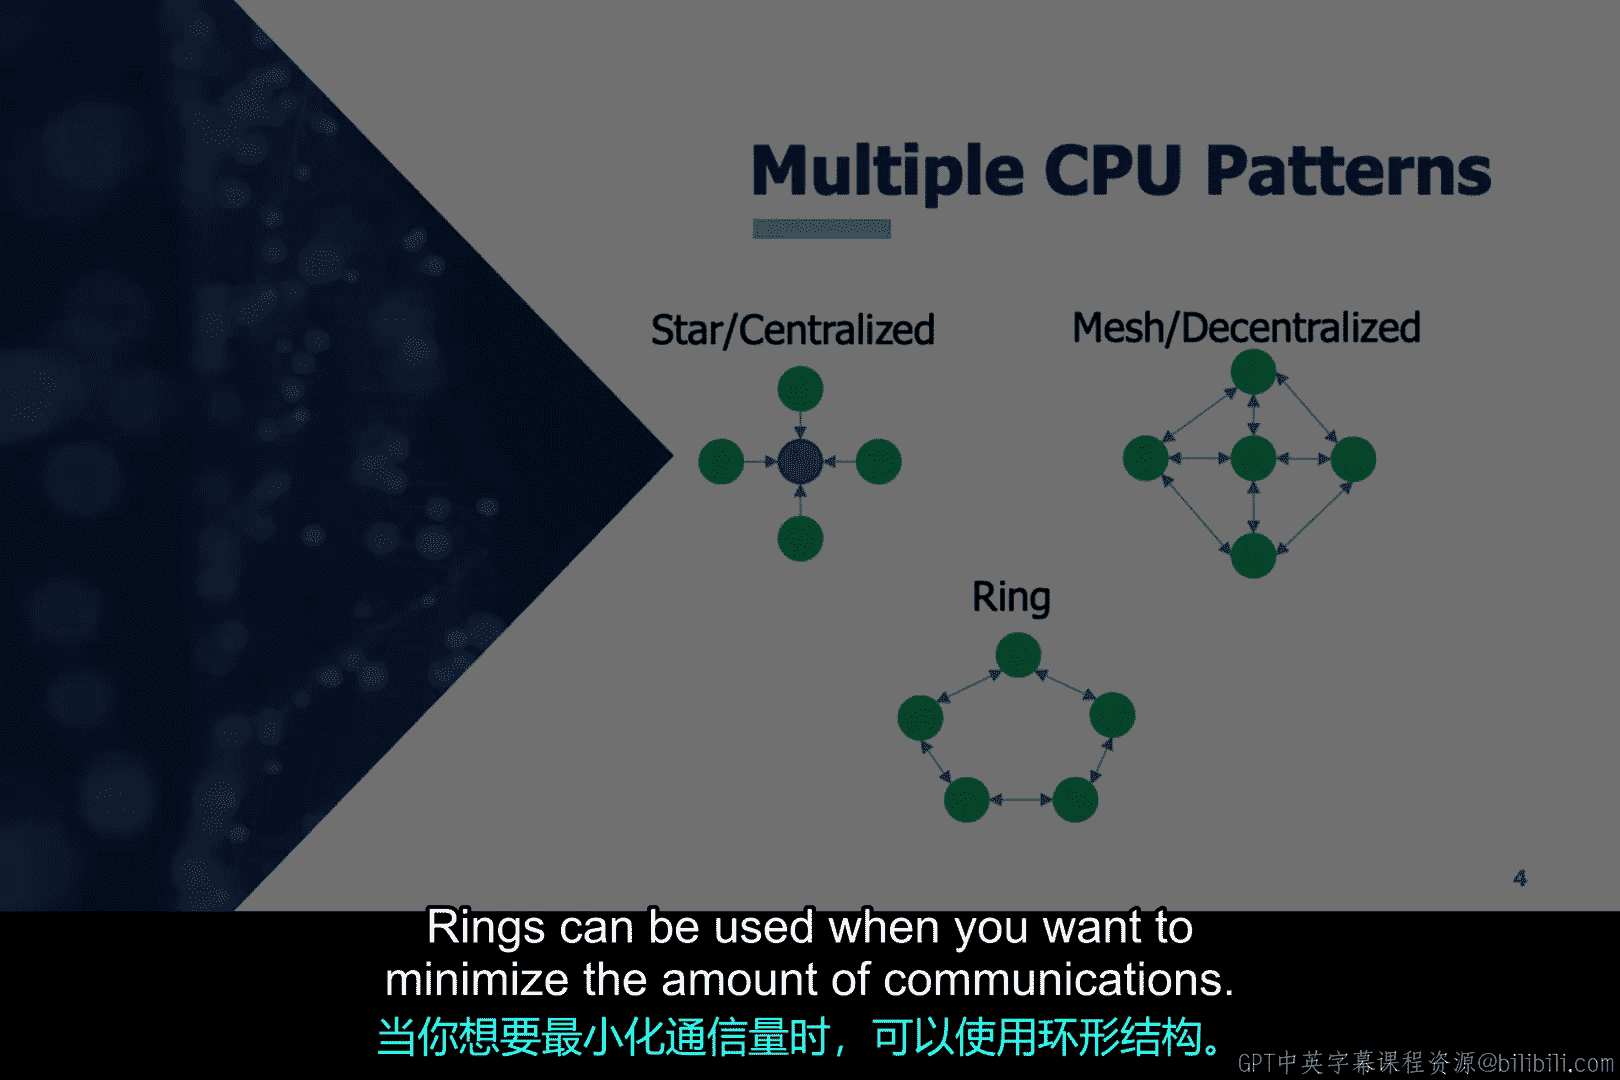 Multiple CPU Patterns
Star/Centralized
Mesh/Decentralized
Ring
4
Rings can be used when you want to
minimize the amount of communications.
当你想要最小化通信量时，可以使用环形结构。
GPT中英字幕课程资源@bilibili.com